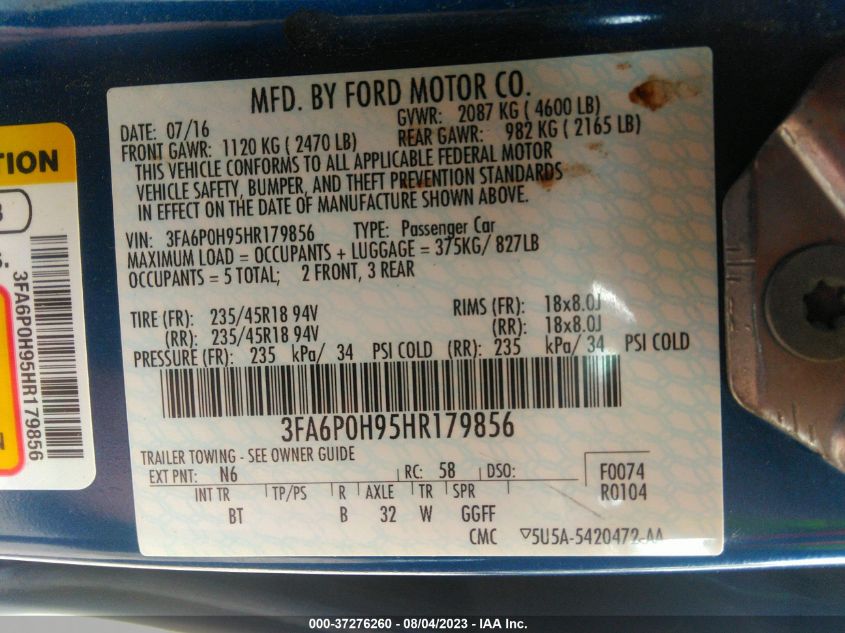 MFD. BY FORD MOTOR CO.
DATE: 07/16 GVWR: 2087 KG ( 4600 LB)
FRONT GAWR: 1120 KG ( 2470 LB) REAR GAWR: 982 KG ( 2165 LB)
THIS VEHICLE CONFORMS TO ALL APPLICABLE FEDERAL MOTOR
VEHICLE SAFETY, BUMPER, AND THEFT PREVENTION STANDARDS
IN EFFECT ON THE DATE OF MANUFACTURE SHOWN ABOVE.
VIN: 3FA6P0H95HR179856 TYPE: Passenger Car
MAXIMUM LOAD = OCCUPANTS + LUGGAGE = 375KG/ 827LB
OCCUPANTS = 5 TOTAL; 2 FRONT, 3 REAR
TIRE (FR): 235/45R18 94V RIMS (FR): 18x8.0J
(RR): 235/45R18 94V (RR): 18x8.0J
PRESSURE (FR): 235 kPa/ 34 PSI COLD (RR): 235 kPa/ 34 PSI COLD
3FA6P0H95HR179856
TRAILER TOWING - SEE OWNER GUIDE
EXT PNT: N6 RC: 58 DSO: F0074
INT TR TP/PS R AXLE TR SPR R0104
BT B 32 W GGFF
CMC ▽5U5A-5420472-AA
TION
3
S.
3FA6P0H95HR179856
000-37276260 - 08/04/2023 - IAA Inc.